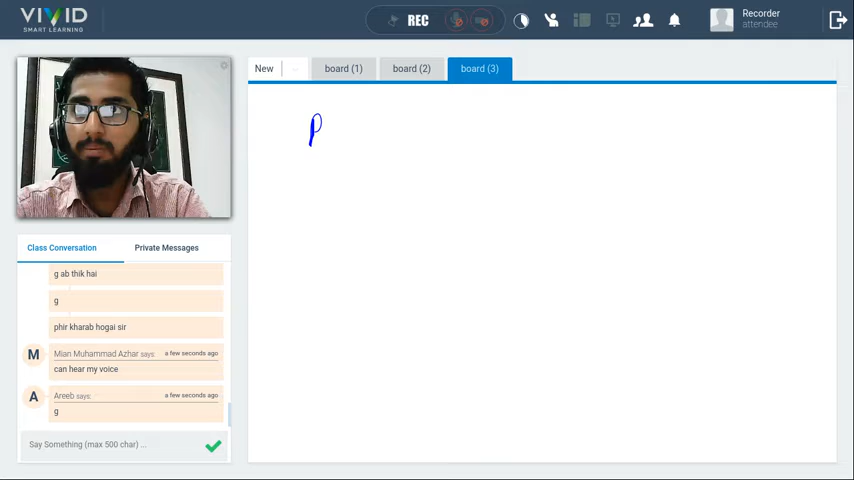 VIVID
SMART LEARNING
REC
Recorder
attendee
New
board (1)
board (2)
board (3)
P
Class Conversation
Private Messages
g ab thik hai
g
phir kharab hogai sir
M
Mian Muhammad Azhar says:
a few seconds ago
can hear my voice
A
Areeb says:
a few seconds ago
g
Say Something (max 500 char) ...